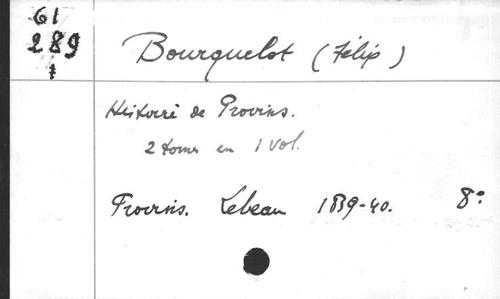 61
289
1
Bourquelot (Félix)
Histoire de Provins.
2 tomes en 1 vol.
Provins. Lebeau 1839-40. 8°